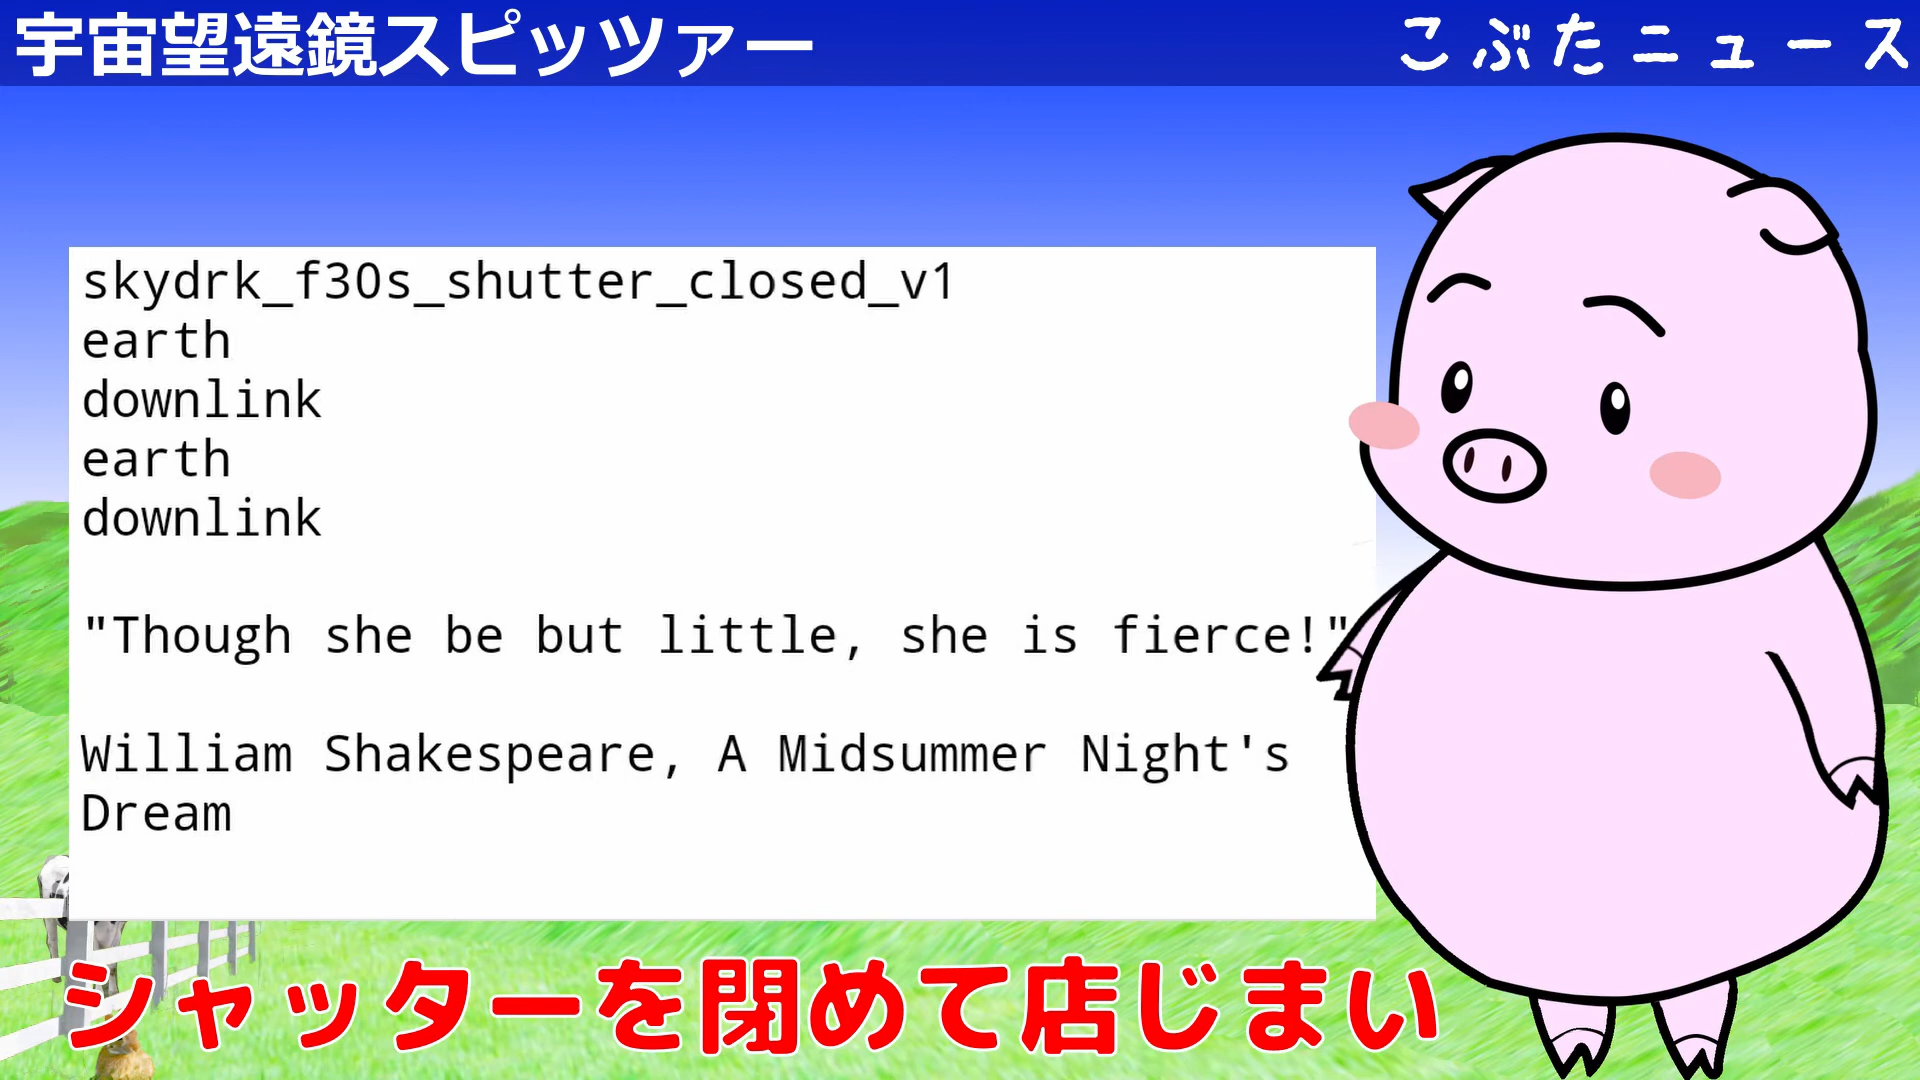 宇宙望遠鏡スピッツァー
こぶたニュース
skydrk_f30s_shutter_closed_v1
earth
downlink
earth
downlink
"Though she be but little, she is fierce!"
William Shakespeare, A Midsummer Night's
Dream
シャッターを閉めて店じまい